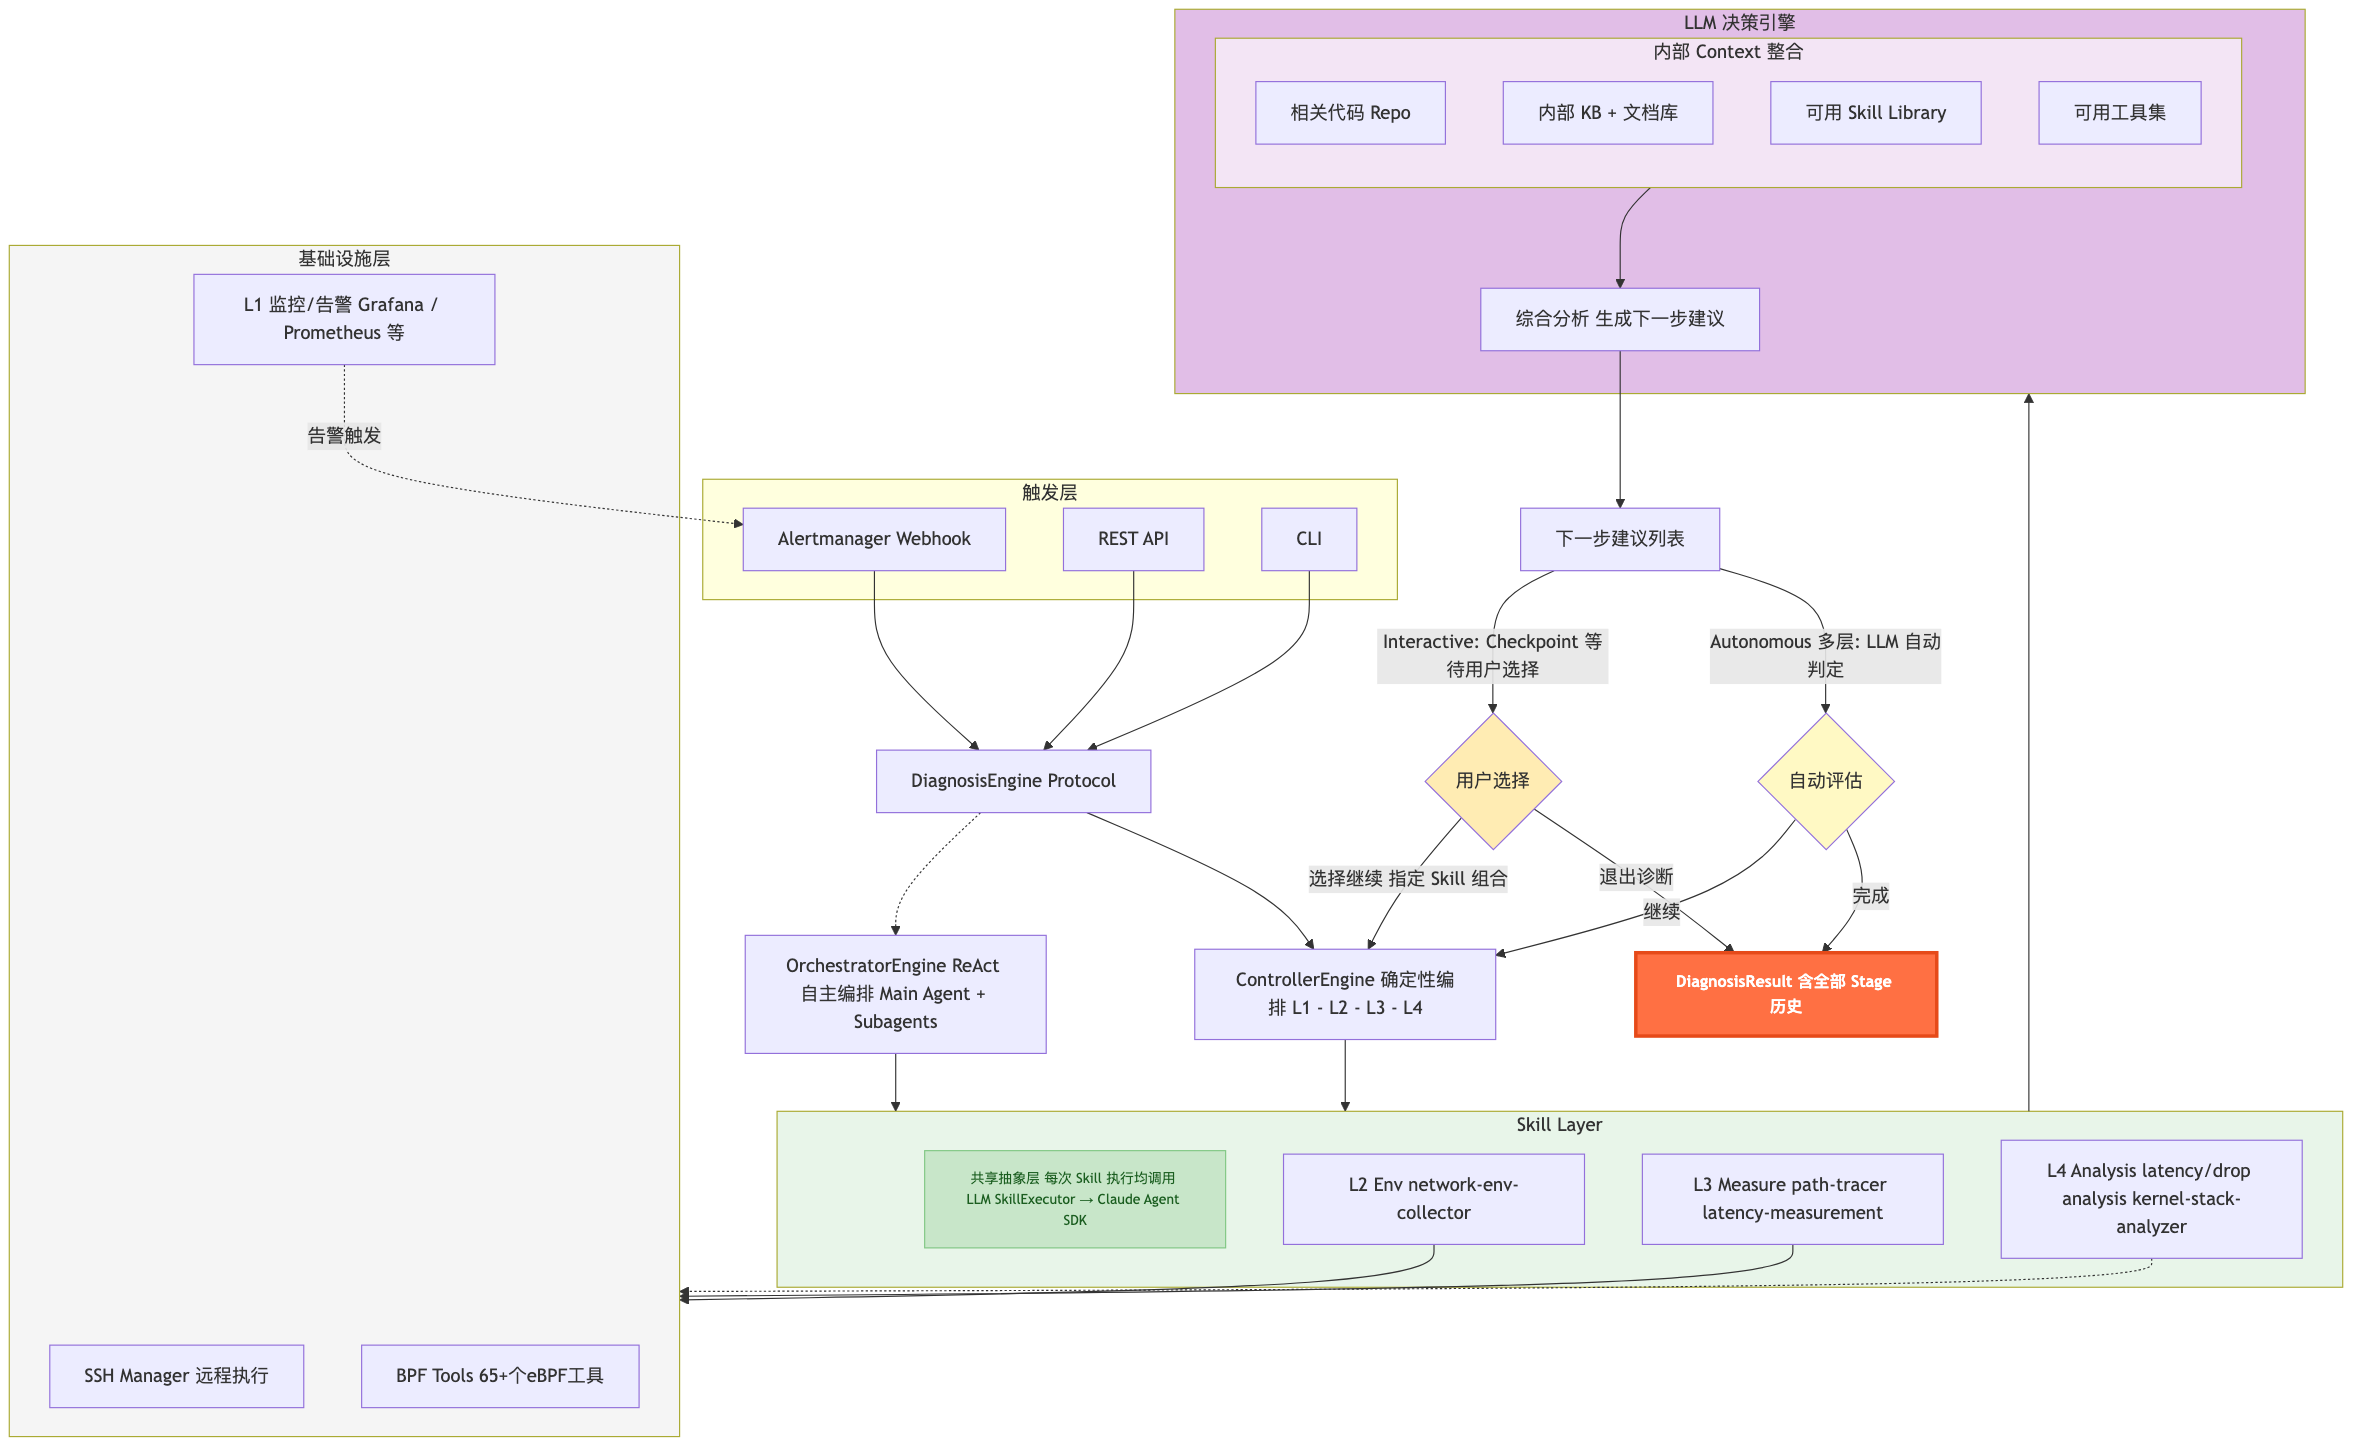 LLM 决策引擎
内部 Context 整合
相关代码 Repo
内部 KB + 文档库
可用 Skill Library
可用工具集
综合分析 生成下一步建议
基础设施层
L1 监控/告警 Grafana /
Prometheus 等
告警触发
触发层
Alertmanager Webhook
REST API
CLI
下一步建议列表
Interactive: Checkpoint 等
待用户选择
Autonomous 多层: LLM 自动
判定
DiagnosisEngine Protocol
用户选择
自动评估
选择继续 指定 Skill 组合
退出诊断
继续
完成
OrchestratorEngine ReAct
自主编排 Main Agent +
Subagents
ControllerEngine 确定性编
排 L1 - L2 - L3 - L4
DiagnosisResult 含全部 Stage
历史
Skill Layer
共享抽象层 每次 Skill 执行均调用
LLM SkillExecutor → Claude Agent
SDK
L2 Env network-env-
collector
L3 Measure path-tracer
latency-measurement
L4 Analysis latency/drop
analysis kernel-stack-
analyzer
SSH Manager 远程执行
BPF Tools 65+个eBPF工具